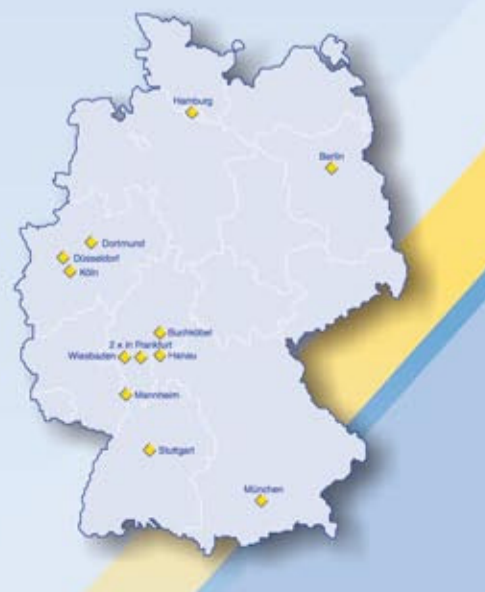 Hamburg
Berlin
Dortmund
Düsseldorf
Köln
Buchköbel
2 x in Frankfurt
Wiesbaden
Hanau
Mannheim
Stuttgart
München